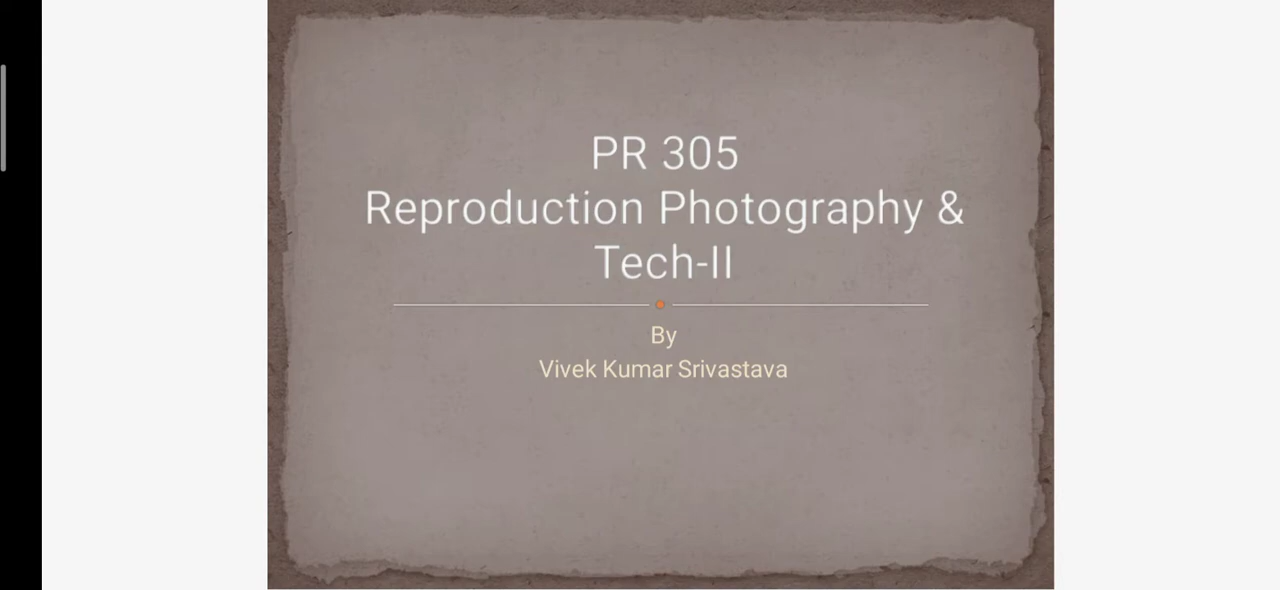 PR 305
Reproduction Photography &
Tech-II
By
Vivek Kumar Srivastava